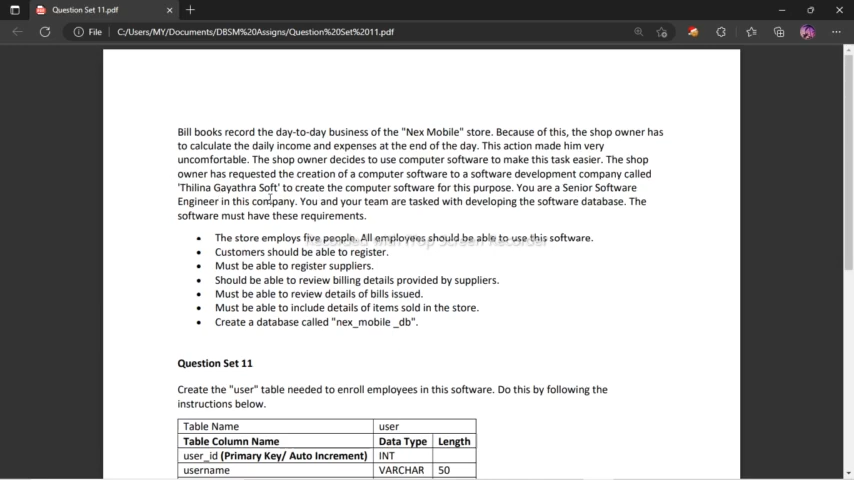 Question Set 11.pdf
File
C:/Users/MY/Documents/DBSM%20Assigns/Question%20Set%2011.pdf
Bill books record the day-to-day business of the "Nex Mobile" store. Because of this, the shop owner has
to calculate the daily income and expenses at the end of the day. This action made him very
uncomfortable. The shop owner decides to use computer software to make this task easier. The shop
owner has requested the creation of a computer software to a software development company called
'Thilina Gayathra Soft' to create the computer software for this purpose. You are a Senior Software
Engineer in this company. You and your team are tasked with developing the software database. The
software must have these requirements.
• The store employs five people. All employees should be able to use this software.
Recorded with iTop Screen Recorder
• Customers should be able to register.
• Must be able to register suppliers.
• Should be able to review billing details provided by suppliers.
• Must be able to review details of bills issued.
• Must be able to include details of items sold in the store.
• Create a database called "nex_mobile _db".
Question Set 11
Create the "user" table needed to enroll employees in this software. Do this by following the
instructions below.
Table Name user
Table Column Name Data Type Length
user_id (Primary Key/ Auto Increment) INT
username VARCHAR 50